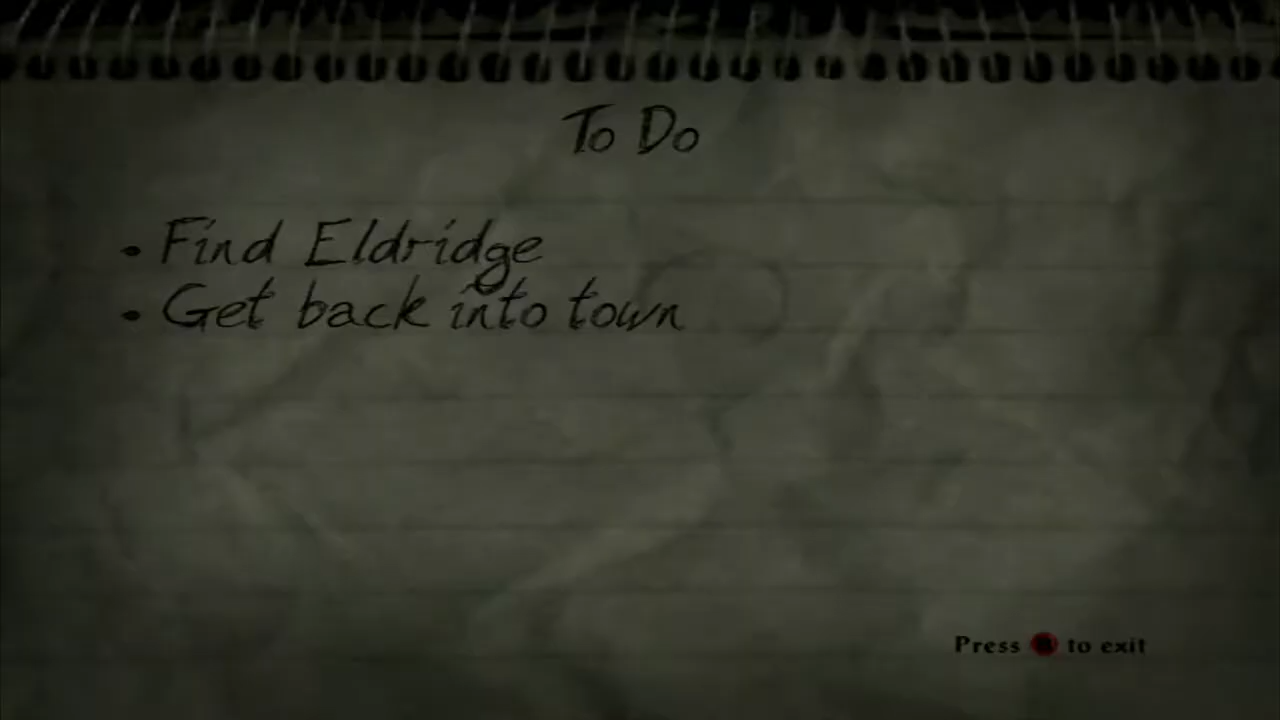 To Do
• Find Eldridge
• Get back into town
Press B to exit